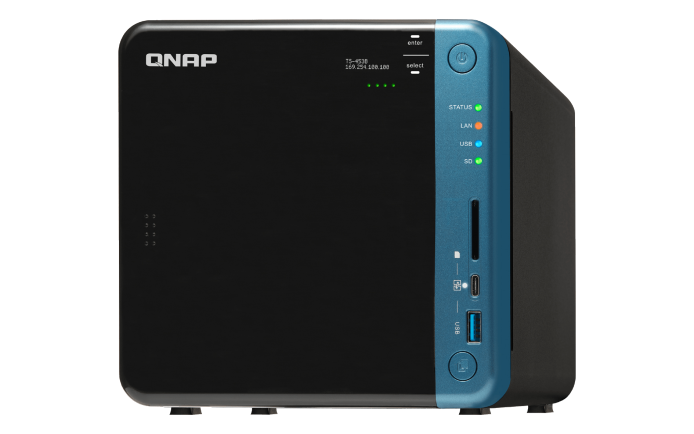 QNAP
enter
TS-453B
169.254.100.100
select
STATUS
LAN
USB
SD
USB